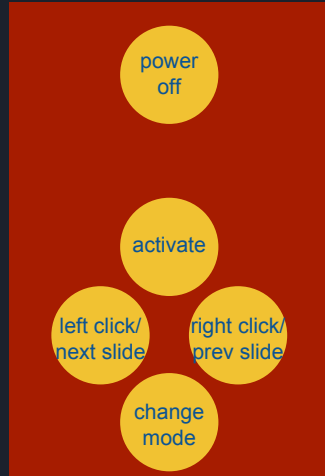 power
off
activate
left click/
next slide
right click/
prev slide
change
mode